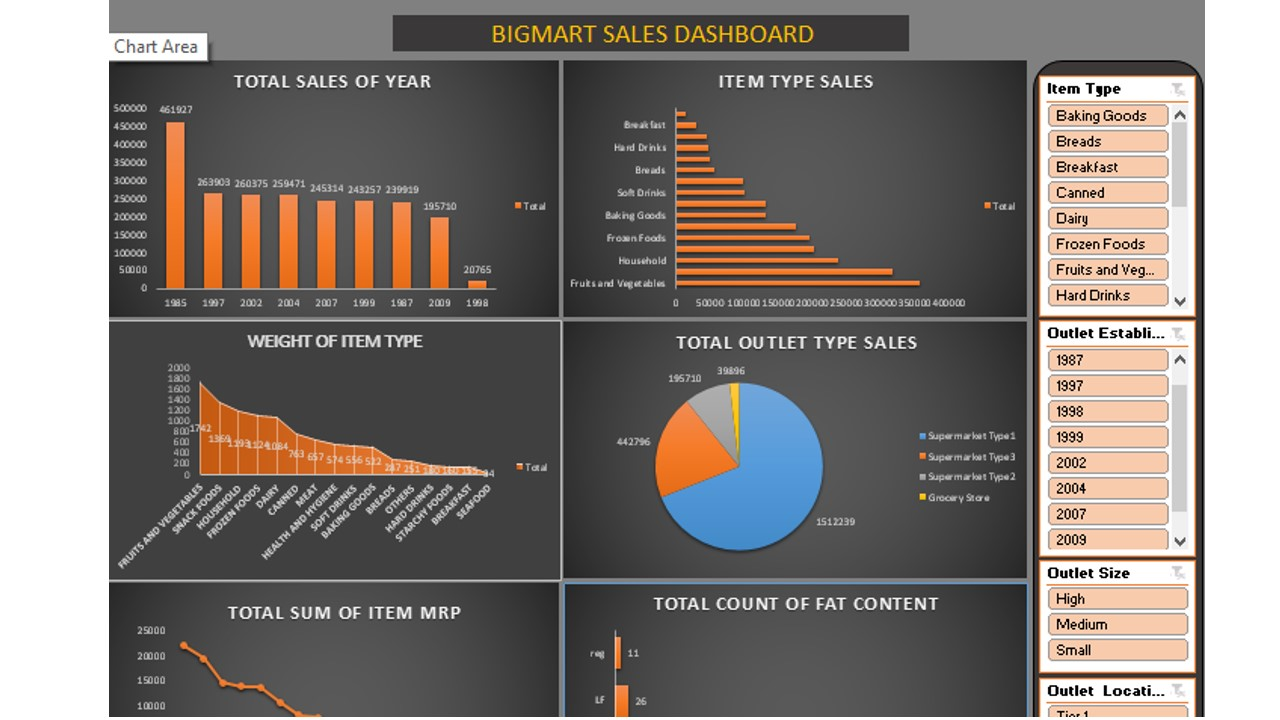 BIGMART SALES DASHBOARD
Chart Area
TOTAL SALES OF YEAR
500000
450000
400000
350000
300000
250000
200000
150000
100000
50000
0
461927
263903 260375 259471 245314 243257 239919
195710
20765
1985 1997 2002 2004 2007 1999 1987 2009 1998
Total
ITEM TYPE SALES
Breakfast
Hard Drinks
Breads
Soft Drinks
Baking Goods
Frozen Foods
Household
Fruits and Vegetables
0 50000 100000 150000 200000 250000 300000 350000 400000
Total
WEIGHT OF ITEM TYPE
2000
1800
1600
1400
1200
1000
800
600
400
200
0
1742 1369 1193 1124 1084 763 657 574 556 522 287 251
FRUITS AND VEGETABLES
SNACK FOODS
HOUSEHOLD
FROZEN FOODS
DAIRY
CANNED
MEAT
HEALTH AND HYGIENE
SOFT DRINKS
BAKING GOODS
BREADS
OTHERS
HARD DRINKS
STARCHY FOODS
BREAKFAST
SEAFOOD
Total
TOTAL OUTLET TYPE SALES
39896
195710
442796
1512239
Supermarket Type1
Supermarket Type3
Supermarket Type2
Grocery Store
TOTAL SUM OF ITEM MRP
25000
20000
15000
10000
TOTAL COUNT OF FAT CONTENT
reg 11
LF 26
Item Type
Baking Goods
Breads
Breakfast
Canned
Dairy
Frozen Foods
Fruits and Veg...
Hard Drinks
Outlet Establi...
1987
1997
1998
1999
2002
2004
2007
2009
Outlet Size
High
Medium
Small
Outlet Locati...
Tier 1